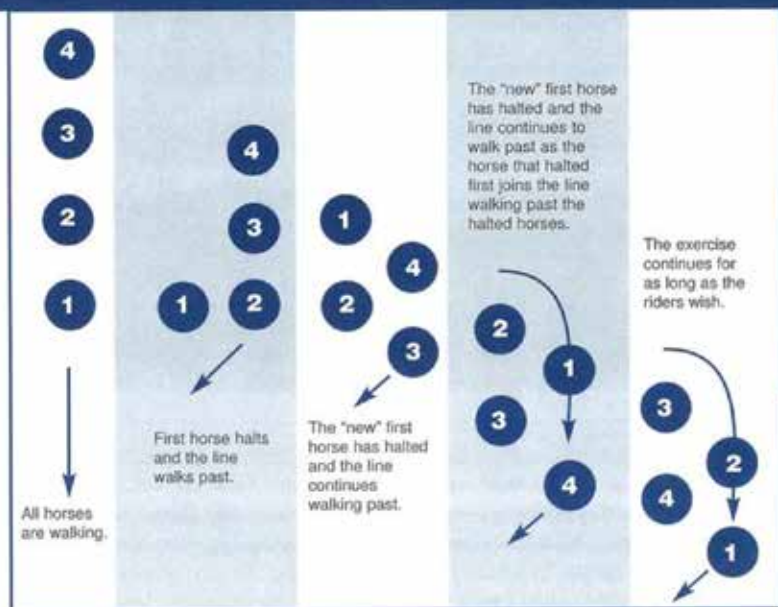 4
3
2
1
All horses
are walking.
4
3
1
2
First horse halts
and the line
walks past.
1
4
2
3
The "new" first
horse has halted
and the line
continues
walking past.
The "new" first horse
has halted and the
line continues to
walk past as the
horse that halted
first joins the line
walking past the
halted horses.
2
1
3
4
The exercise
continues for
as long as the
riders wish.
3
2
4
1